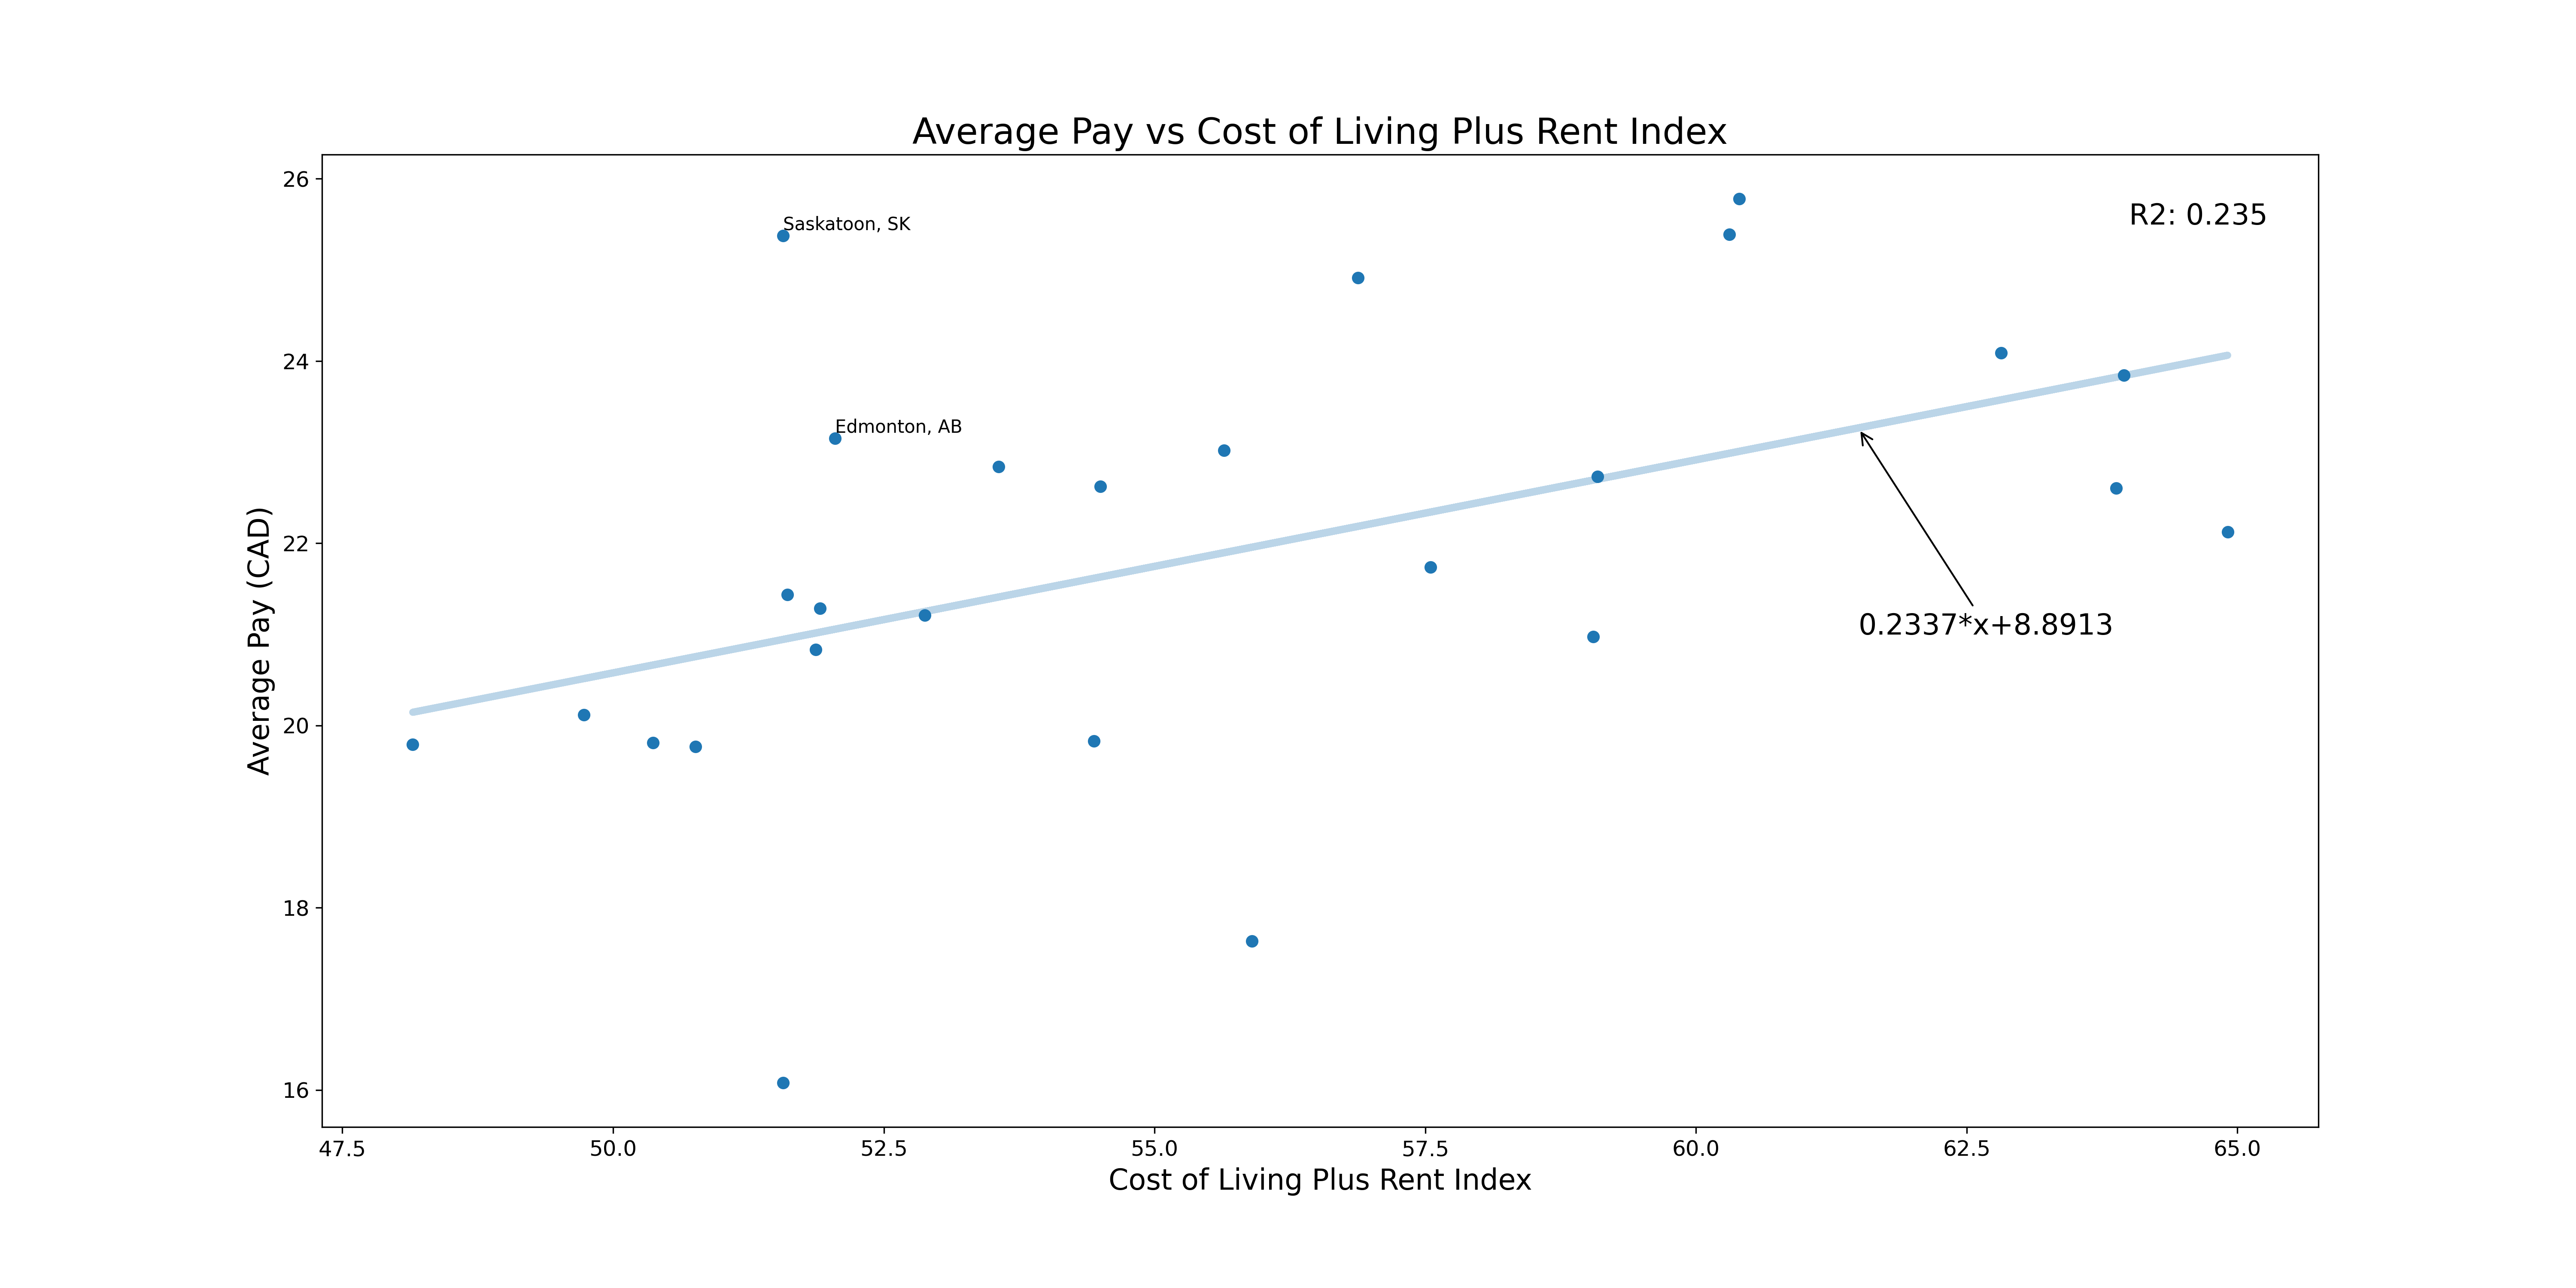 Average Pay vs Cost of Living Plus Rent Index
26
Saskatoon, SK
R2: 0.235
24
Edmonton, AB
22
0.2337*x+8.8913
20
18
16
Average Pay (CAD)
47.5 50.0 52.5 55.0 57.5 60.0 62.5 65.0
Cost of Living Plus Rent Index